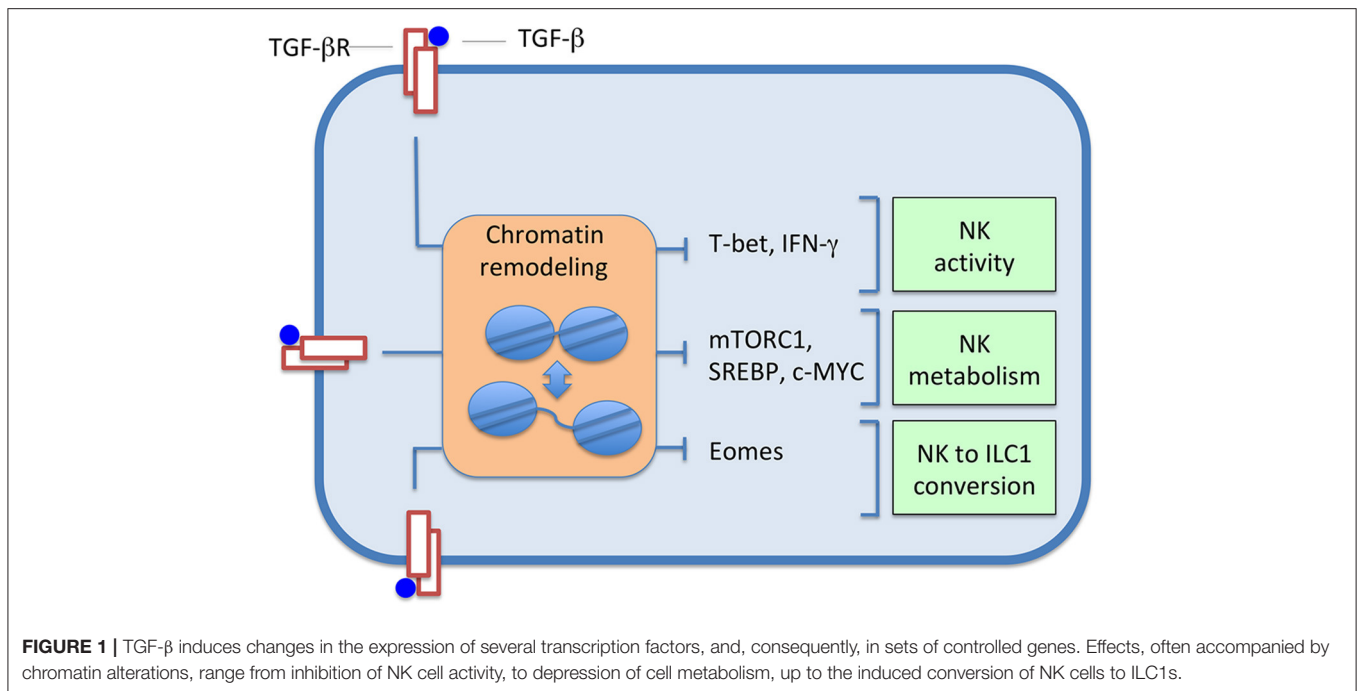 TGF-βR
TGF-β
Chromatin
remodeling
T-bet, IFN-γ
NK
activity
mTORC1,
SREBP, c-MYC
NK
metabolism
Eomes
NK to ILC1
conversion
FIGURE 1 | TGF-β induces changes in the expression of several transcription factors, and, consequently, in sets of controlled genes. Effects, often accompanied by
chromatin alterations, range from inhibition of NK cell activity, to depression of cell metabolism, up to the induced conversion of NK cells to ILC1s.